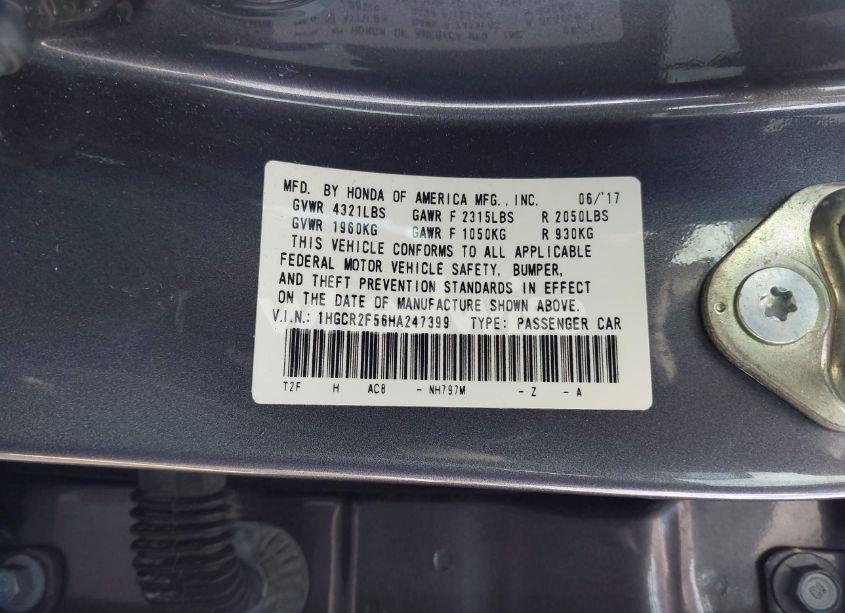 MFD. BY HONDA OF AMERICA MFG., INC. 06/'17
GVWR 4321LBS GAWR F 2315LBS R 2050LBS
GVWR 1960KG GAWR F 1050KG R 930KG
THIS VEHICLE CONFORMS TO ALL APPLICABLE
FEDERAL MOTOR VEHICLE SAFETY, BUMPER,
AND THEFT PREVENTION STANDARDS IN EFFECT
ON THE DATE OF MANUFACTURE SHOWN ABOVE.
V.I.N.: 1HGCR2F56HA247399 TYPE: PASSENGER CAR
T2F H AC8 - NH797M - Z - A